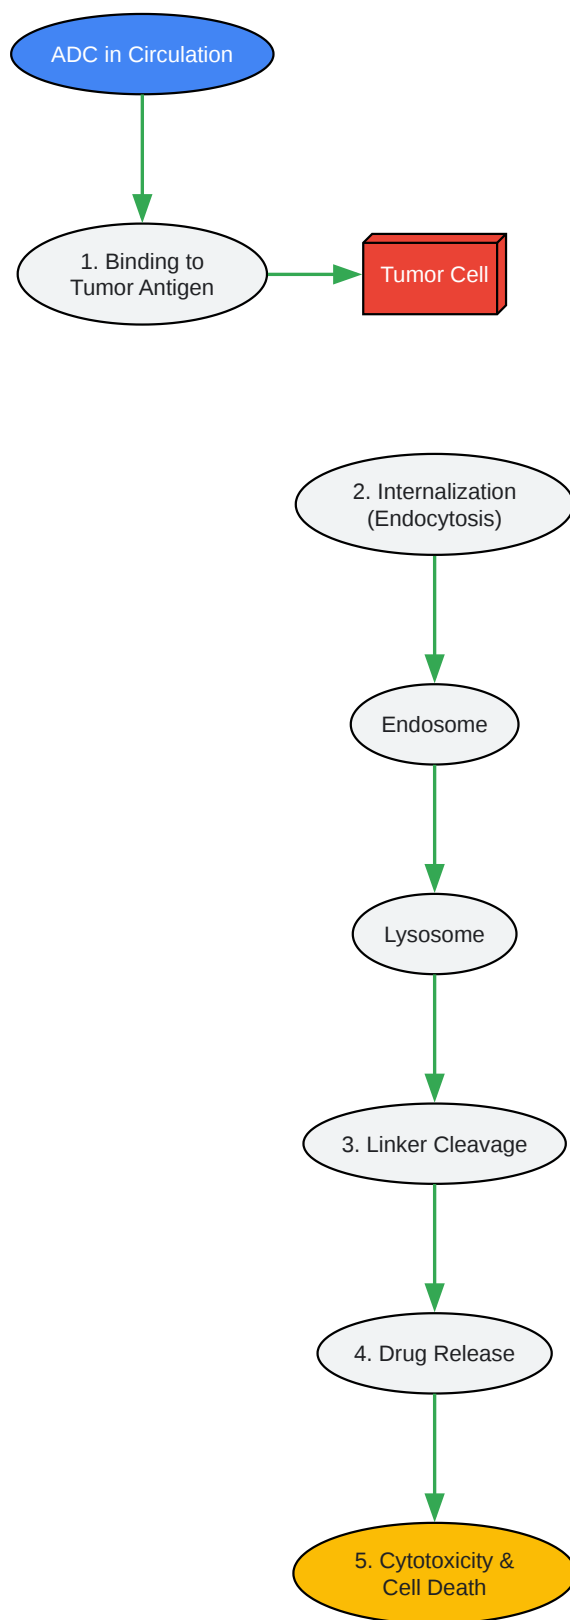 ADC in Circulation
1. Binding to
Tumor Antigen
Tumor Cell
2. Internalization
(Endocytosis)
Endosome
Lysosome
3. Linker Cleavage
4. Drug Release
5. Cytotoxicity &
Cell Death